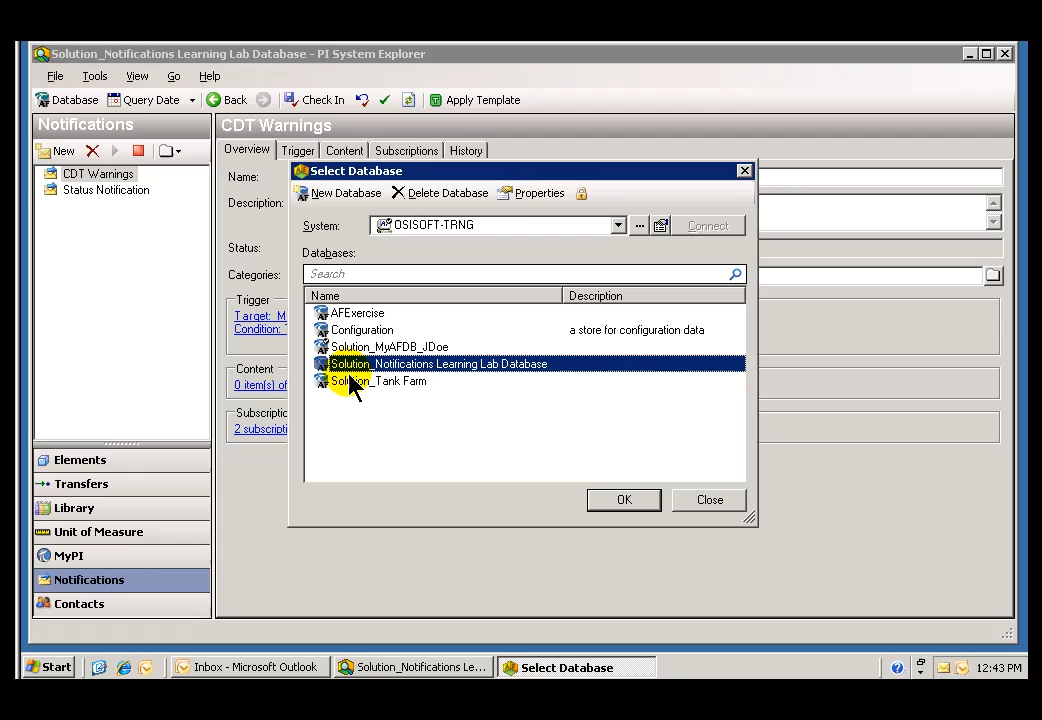 Solution_Notifications Learning Lab Database - PI System Explorer
File Tools View Go Help
Database Query Date Back Check In Apply Template
Notifications
CDT Warnings
New
Overview Trigger Content Subscriptions History
CDT Warnings
Status Notification
Name:
Description:
Status:
Categories:
Trigger
Target: M
Condition:
Content
0 item(s) of
Subscriptio
2 subscripti
Select Database
New Database Delete Database Properties
System: OSISOFT-TRNG ... Connect
Databases:
Search
Name Description
AFExercise
Configuration a store for configuration data
Solution_MyAFDB_JDoe
Solution_Notifications Learning Lab Database
Solution_Tank Farm
OK Close
Elements
Transfers
Library
Unit of Measure
MyPI
Notifications
Contacts
Start Inbox - Microsoft Outlook Solution_Notifications Le... Select Database 12:43 PM